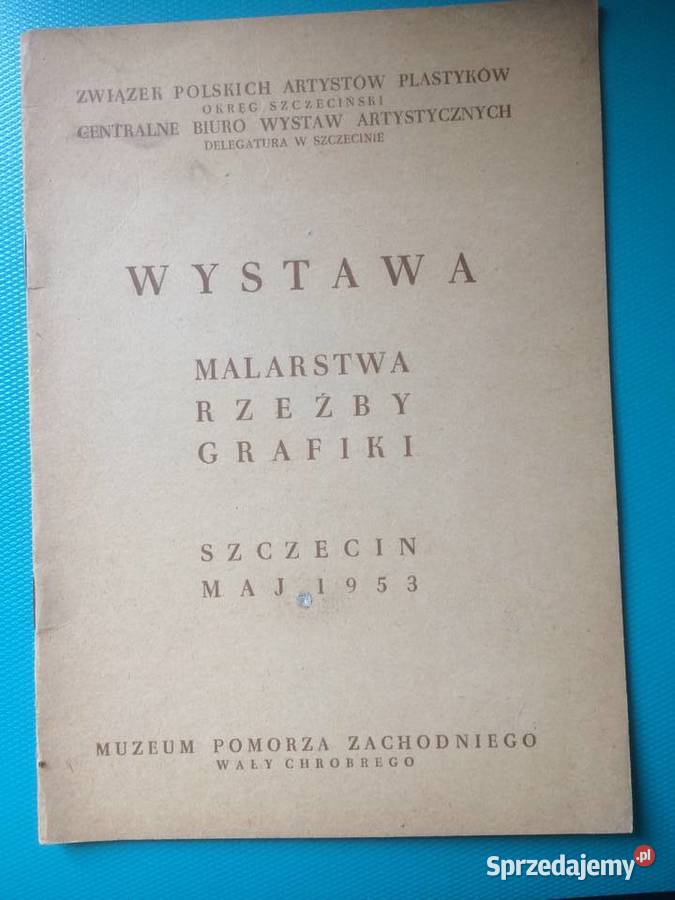 ZWIĄZEK POLSKICH ARTYSTÓW PLASTYKÓW
OKRĘG SZCZECIŃSKI
CENTRALNE BIURO WYSTAW ARTYSTYCZNYCH
DELEGATURA W SZCZECINIE
WYSTAWA
MALARSTWA
RZEŹBY
GRAFIKI
SZCZECIN
MAJ 1953
MUZEUM POMORZA ZACHODNIEGO
WAŁY CHROBREGO
Sprzedajemy.pl